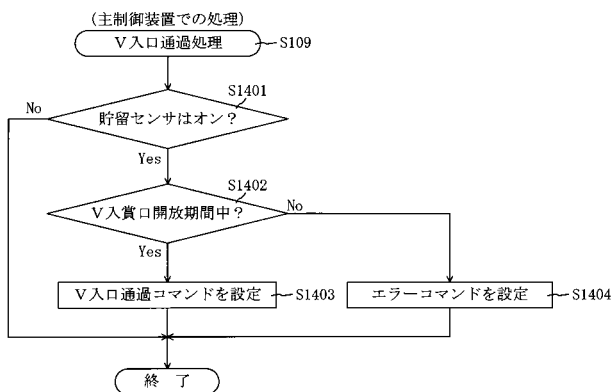 (主制御装置での処理)
V入口通過処理
S109
S1401
No
貯留センサはオン?
Yes
S1402
V入賞口開放期間中?
No
Yes
V入口通過コマンドを設定
S1403
エラーコマンドを設定
S1404
終 了